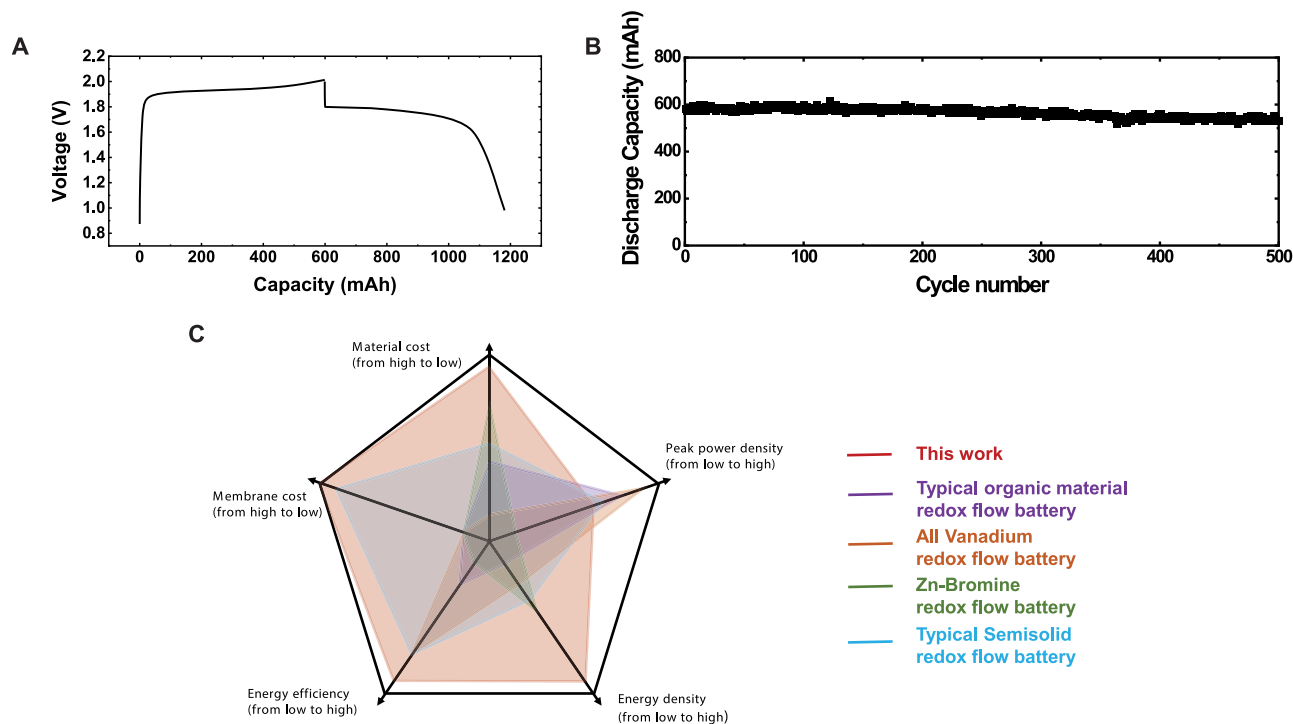 A
2.2
2.0
1.8
1.6
1.4
1.2
1.0
0.8
Voltage (V)
0
200
400
600
800
1000
1200
Capacity (mAh)
B
800
600
400
200
0
Discharge Capacity (mAh)
0
100
200
300
400
500
Cycle number
C
Material cost
(from high to low)
Peak power density
(from low to high)
Membrane cost
(from high to low)
Energy efficiency
(from low to high)
Energy density
(from low to high)
This work
Typical organic material
redox flow battery
All Vanadium
redox flow battery
Zn-Bromine
redox flow battery
Typical Semisolid
redox flow battery